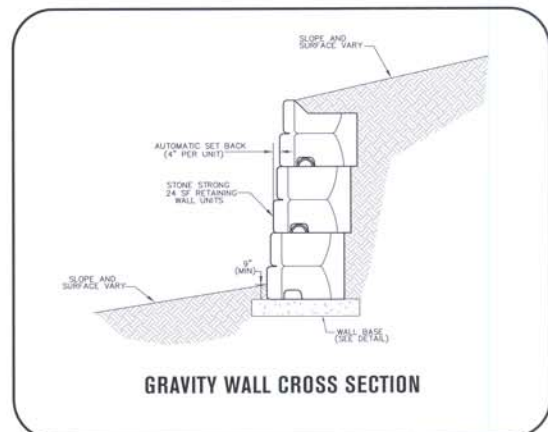 SLOPE AND
SURFACE VARY
AUTOMATIC SET BACK
(4" PER UNIT)
STONE STRONG
24 SF RETAINING
WALL UNITS
9"
(MIN)
SLOPE AND
SURFACE VARY
WALL BASE
(SEE DETAIL)
GRAVITY WALL CROSS SECTION